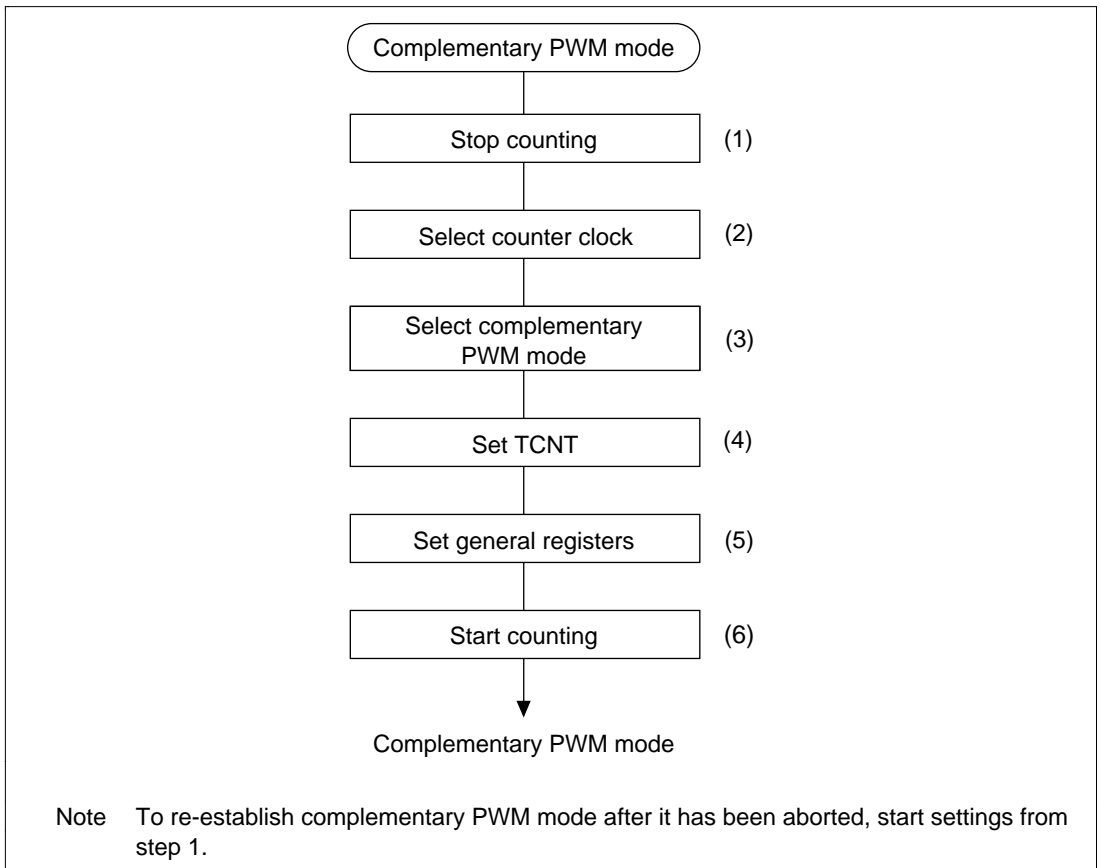 Complementary PWM mode
Stop counting (1)
Select counter clock (2)
Select complementary
PWM mode (3)
Set TCNT (4)
Set general registers (5)
Start counting (6)
Complementary PWM mode
Note To re-establish complementary PWM mode after it has been aborted, start settings from
step 1.